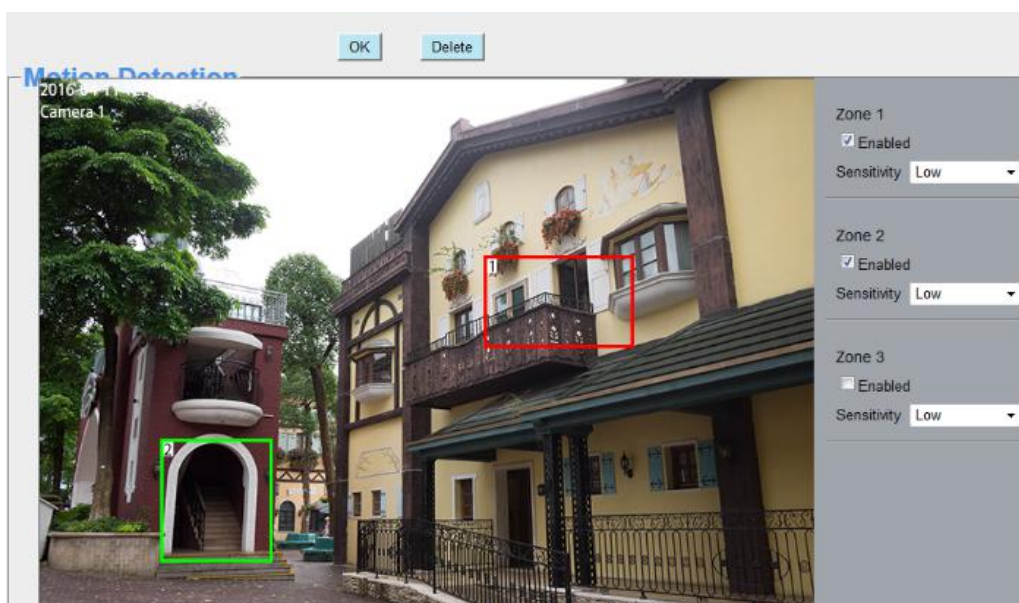 OK
Delete
Motion Detection
Camera 1
Zone 1
Enabled
Sensitivity Low
Zone 2
Enabled
Sensitivity Low
Zone 3
Enabled
Sensitivity Low
1
2